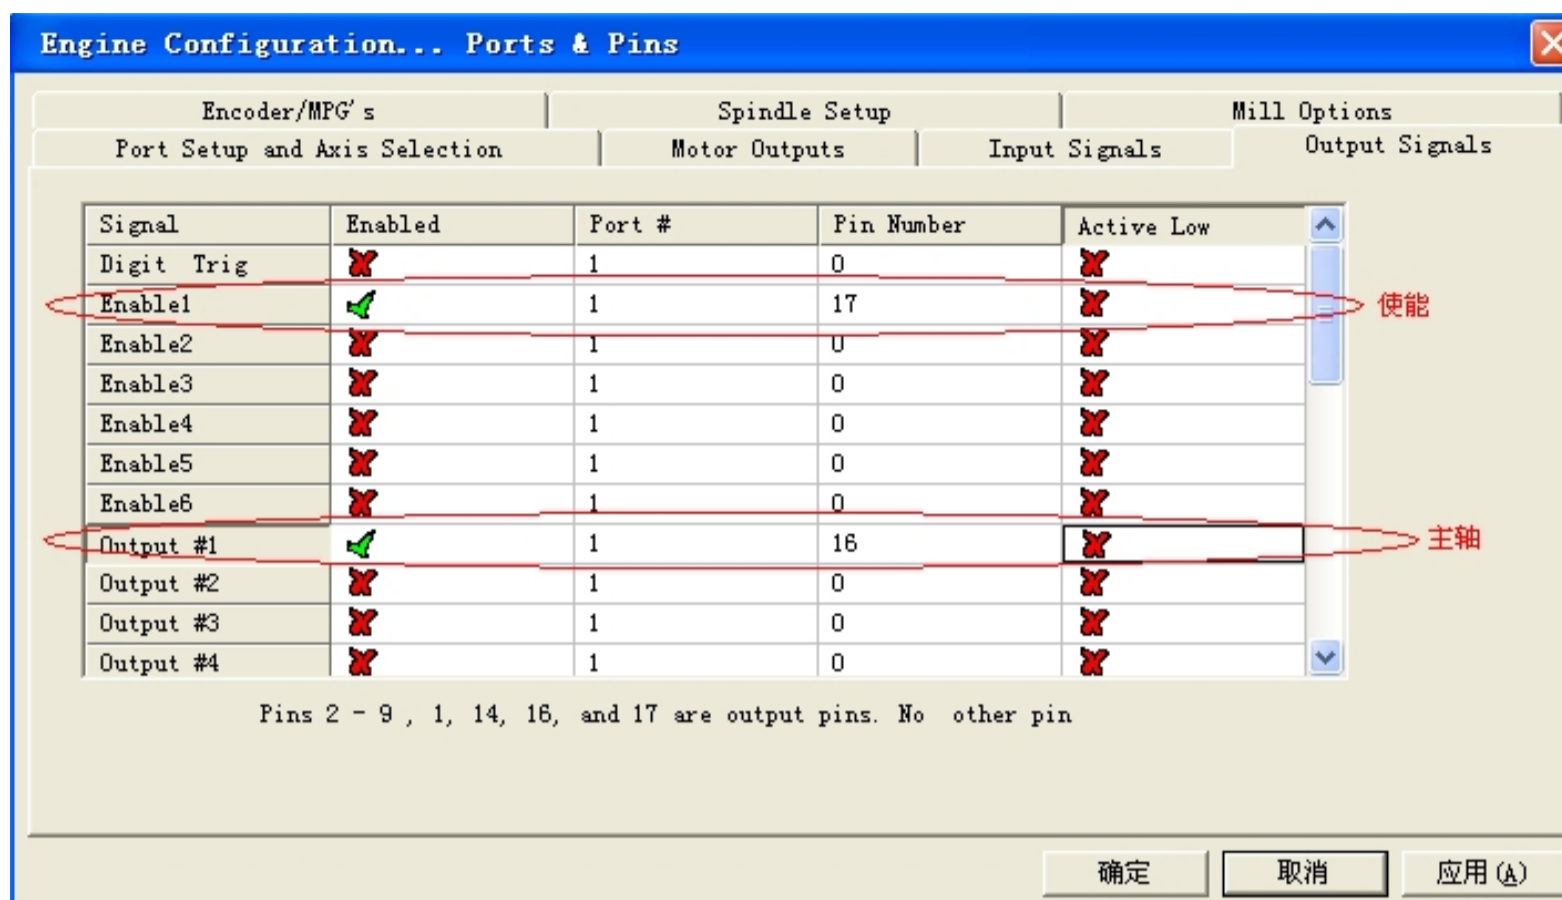 Engine Configuration... Ports & Pins
Encoder/MPG's Spindle Setup Mill Options
Port Setup and Axis Selection Motor Outputs Input Signals Output Signals
Signal Enabled Port # Pin Number Active Low
Digit Trig 1 0
Enable1 1 17 使能
Enable2 1 0
Enable3 1 0
Enable4 1 0
Enable5 1 0
Enable6 1 0
Output #1 1 16 主轴
Output #2 1 0
Output #3 1 0
Output #4 1 0
Pins 2 - 9 , 1, 14, 16, and 17 are output pins. No other pin
确定 取消 应用(A)